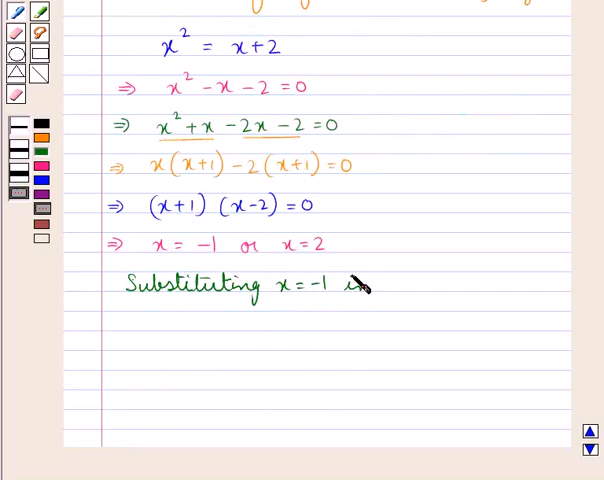 x² = x+2
⇒ x² - x - 2 = 0
⇒ x² + x - 2x - 2 = 0
⇒ x(x+1) - 2(x+1) = 0
⇒ (x+1) (x-2) = 0
⇒ x = -1 or x = 2
Substituting x = -1 in